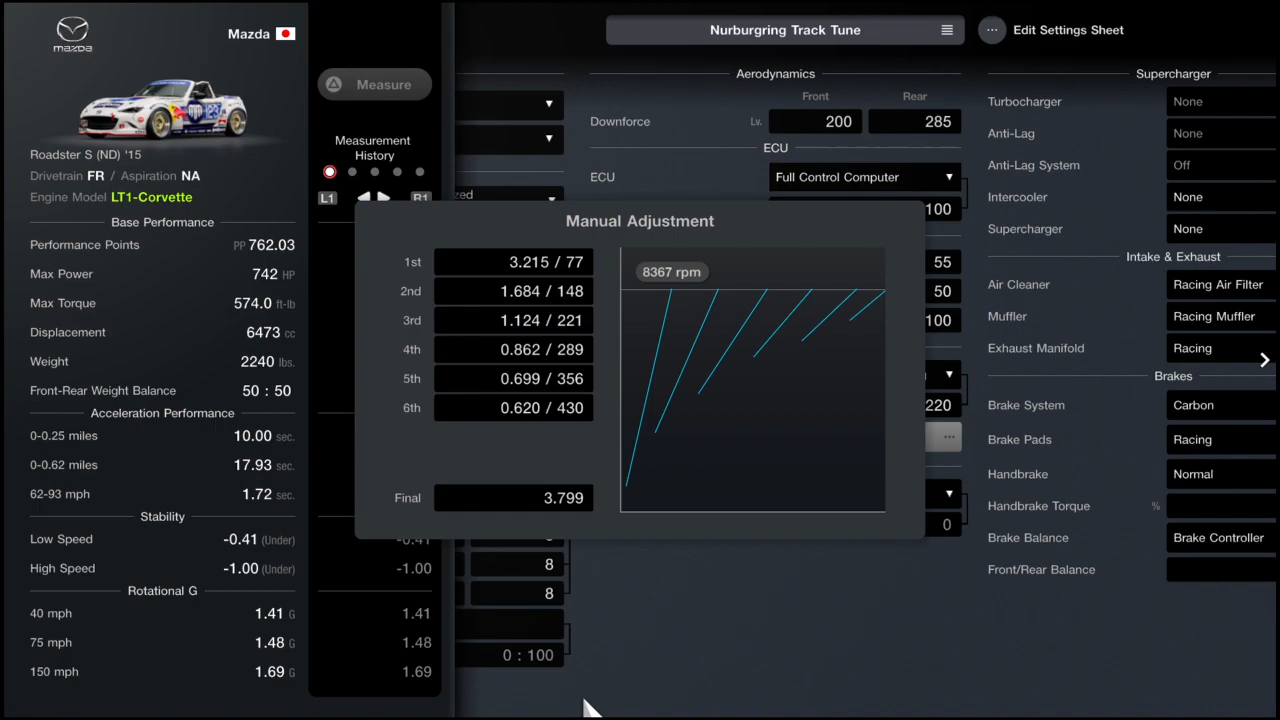 mazda
Mazda
Roadster S (ND) '15
Drivetrain FR / Aspiration NA
Engine Model LT1-Corvette
Base Performance
Performance Points PP 762.03
Max Power 742 HP
Max Torque 574.0 ft-lb
Displacement 6473 cc
Weight 2240 lbs.
Front-Rear Weight Balance 50 : 50
Acceleration Performance
0-0.25 miles 10.00 sec.
0-0.62 miles 17.93 sec.
62-93 mph 1.72 sec.
Stability
Low Speed -0.41 (Under)
High Speed -1.00 (Under)
Rotational G
40 mph 1.41 G
75 mph 1.48 G
150 mph 1.69 G
Measure
Measurement
History
L1 R1
-0.41
-1.00
1.41
1.48
1.69
Nurburgring Track Tune
Edit Settings Sheet
Manual Adjustment
1st 3.215 / 77
2nd 1.684 / 148
3rd 1.124 / 221
4th 0.862 / 289
5th 0.699 / 356
6th 0.620 / 430
Final 3.799
8367 rpm
8
8
0 : 100
Aerodynamics
Front Rear
Downforce Lv. 200 285
ECU
ECU Full Control Computer
100
55
50
100
220
0
Supercharger
Turbocharger None
Anti-Lag None
Anti-Lag System Off
Intercooler None
Supercharger None
Intake & Exhaust
Air Cleaner Racing Air Filter
Muffler Racing Muffler
Exhaust Manifold Racing
Brakes
Brake System Carbon
Brake Pads Racing
Handbrake Normal
Handbrake Torque %
Brake Balance Brake Controller
Front/Rear Balance